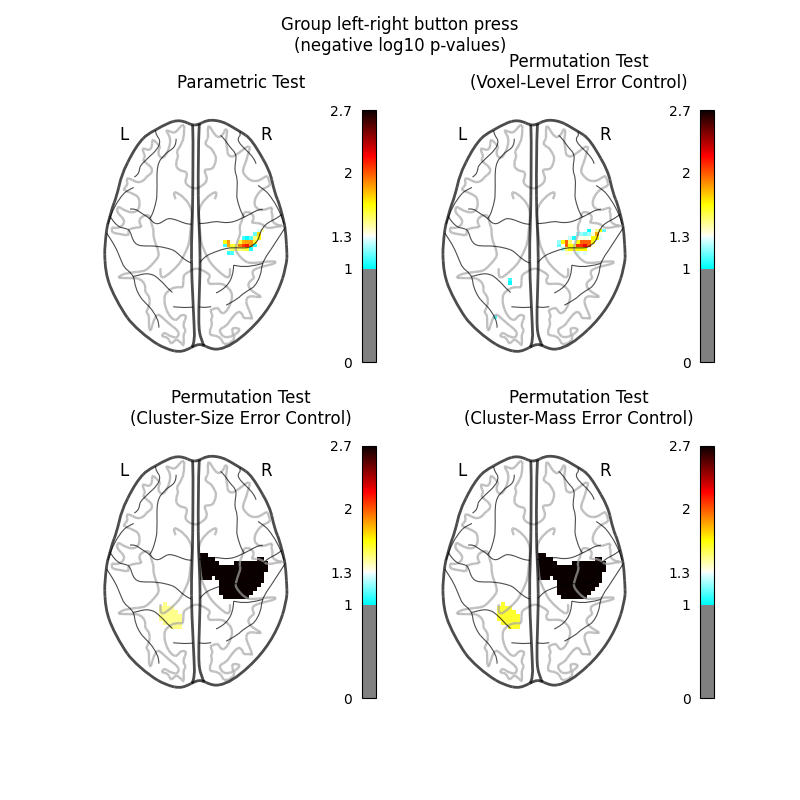 Group left-right button press
(negative log10 p-values)
Parametric Test
Permutation Test
(Voxel-Level Error Control)
L
R
2.7
2
1.3
1
0
L
R
2.7
2
1.3
1
0
Permutation Test
(Cluster-Size Error Control)
Permutation Test
(Cluster-Mass Error Control)
L
R
2.7
2
1.3
1
0
L
R
2.7
2
1.3
1
0